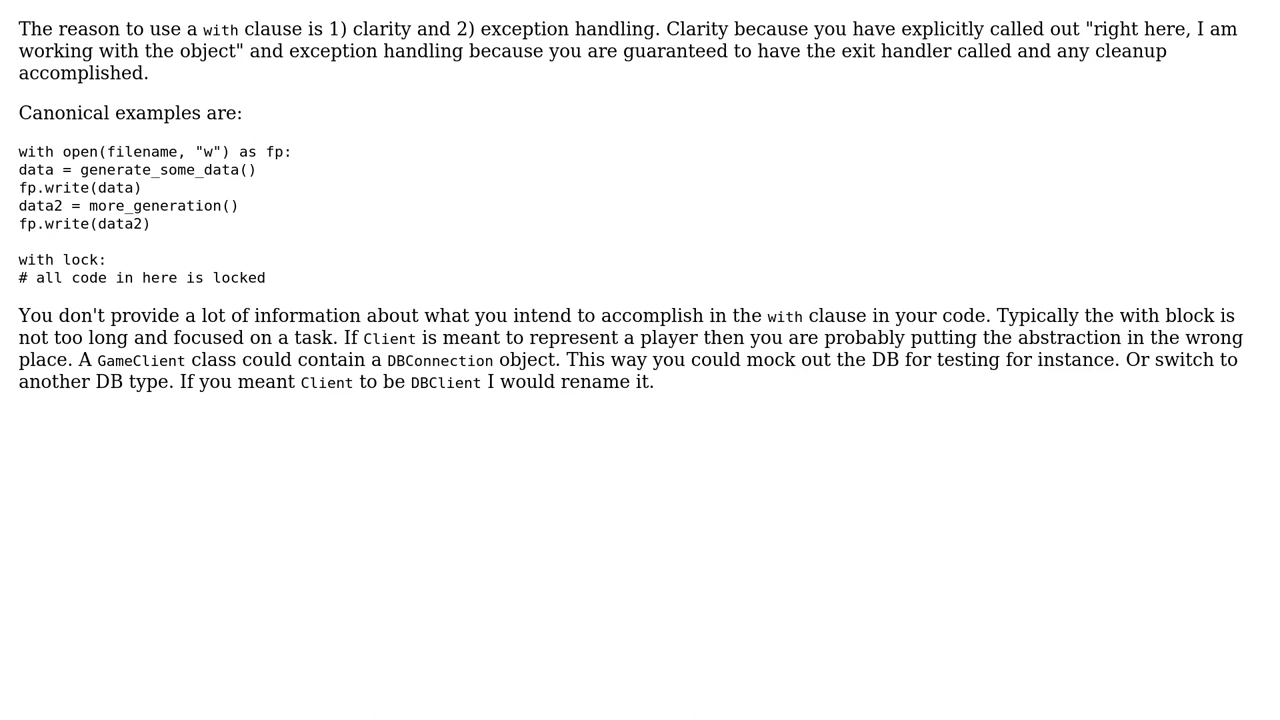 The reason to use a with clause is 1) clarity and 2) exception handling. Clarity because you have explicitly called out "right here, I am
working with the object" and exception handling because you are guaranteed to have the exit handler called and any cleanup
accomplished.
Canonical examples are:
with open(filename, "w") as fp:
data = generate_some_data()
fp.write(data)
data2 = more_generation()
fp.write(data2)
with lock:
# all code in here is locked
You don't provide a lot of information about what you intend to accomplish in the with clause in your code. Typically the with block is
not too long and focused on a task. If Client is meant to represent a player then you are probably putting the abstraction in the wrong
place. A GameClient class could contain a DBConnection object. This way you could mock out the DB for testing for instance. Or switch to
another DB type. If you meant Client to be DBClient I would rename it.